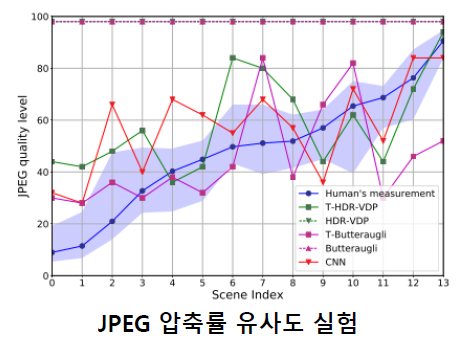 100
80
60
40
20
0
JPEG quality level
0 1 2 3 4 5 6 7 8 9 10 11 12 13
Scene Index
Human's measurement
T-HDR-VDP
HDR-VDP
T-Butteraugli
Butteraugli
CNN
JPEG 압축률 유사도 실험